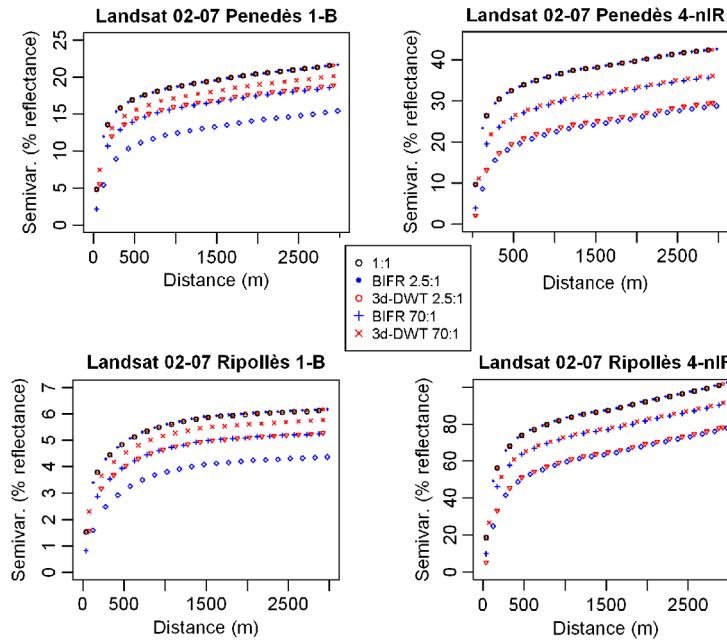 Landsat 02-07 Penedès 1-B
Semivar. (% reflectance)
25
20
15
10
5
0
0 500 1500 2500
Distance (m)
Landsat 02-07 Penedès 4-nIR
Semivar. (% reflectance)
40
30
20
10
0
500 1500 2500
Distance (m)
1:1
BIFR 2.5:1
3d-DWT 2.5:1
BIFR 70:1
3d-DWT 70:1
Landsat 02-07 Ripollès 1-B
Semivar. (% reflectance)
7
6
5
4
3
2
1
0
0 500 1500 2500
Distance (m)
Landsat 02-07 Ripollès 4-nIF
Semivar. (% reflectance)
80
60
40
20
0
0 500 1500 2500
Distance (m)